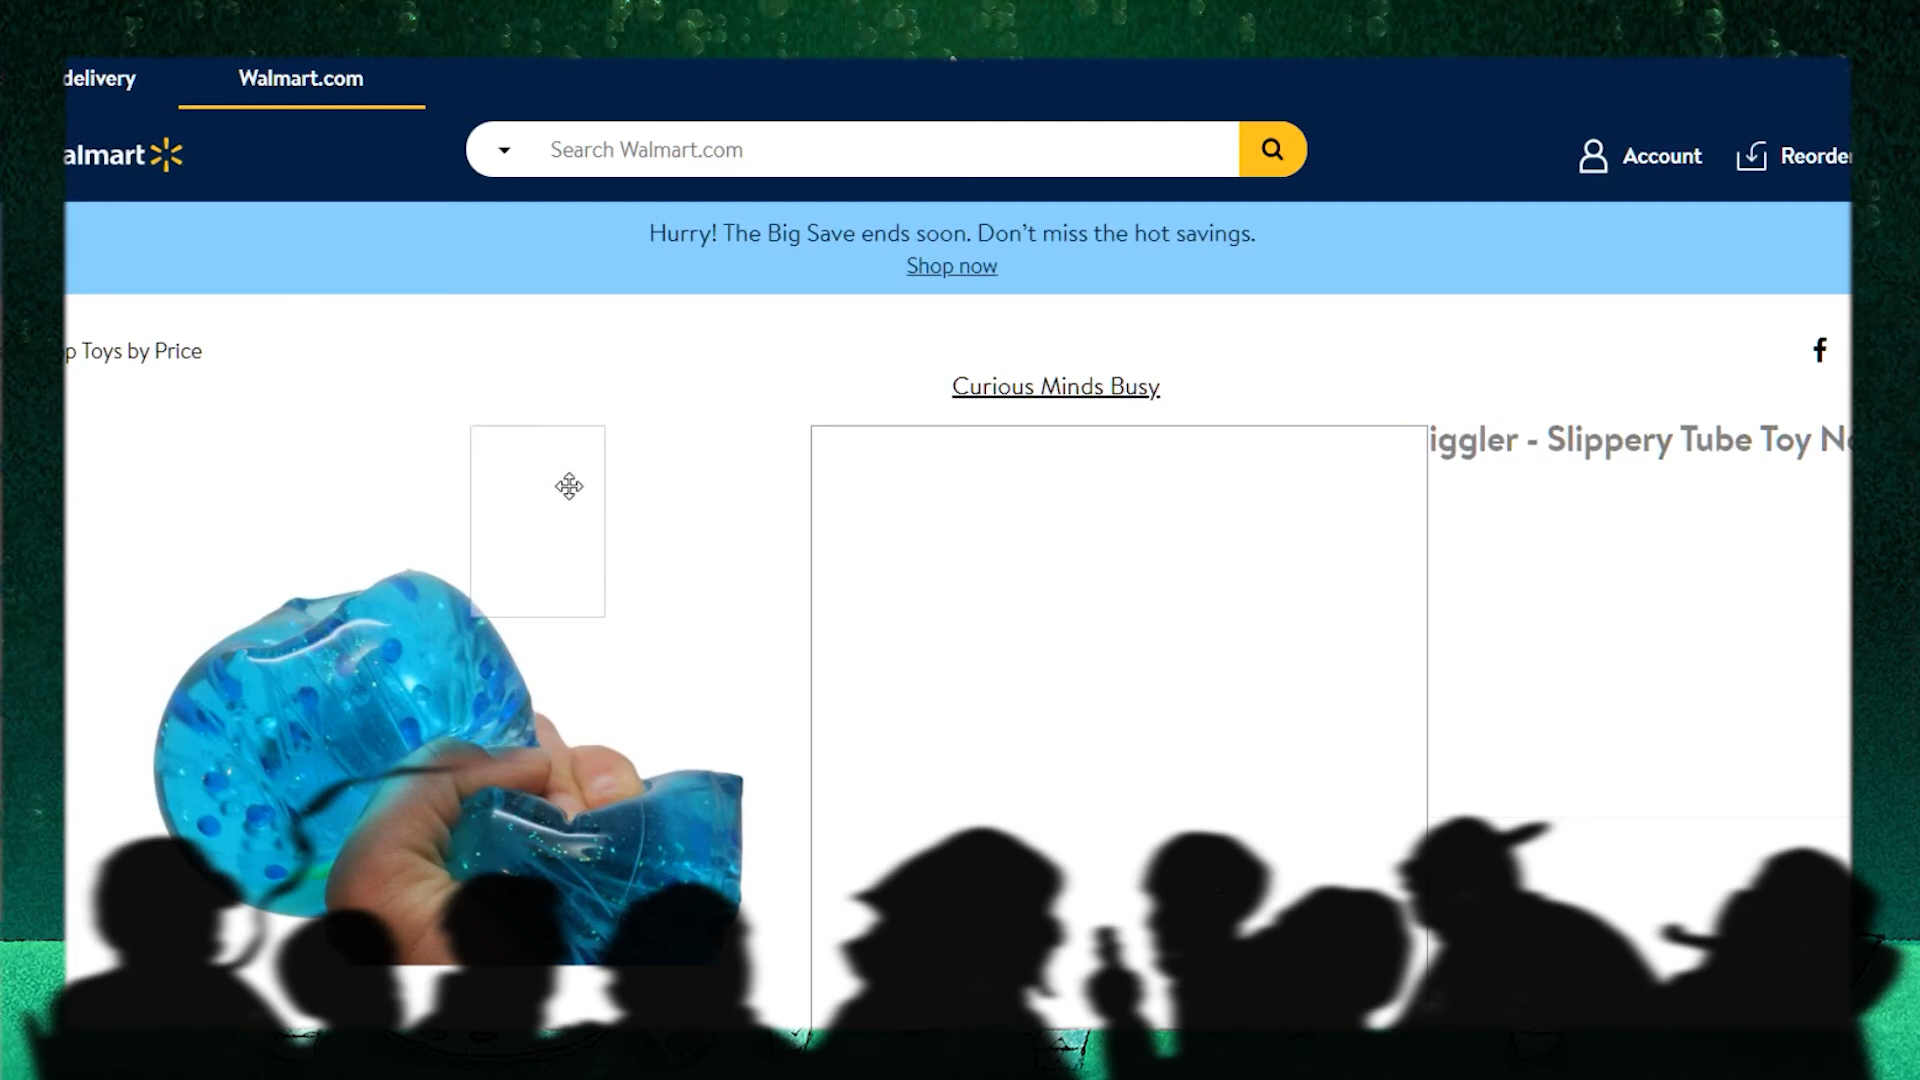 delivery
Walmart.com
almart
Search Walmart.com
Account
Reorde
Hurry! The Big Save ends soon. Don't miss the hot savings.
Shop now
p Toys by Price
f
Curious Minds Busy
iggler - Slippery Tube Toy N